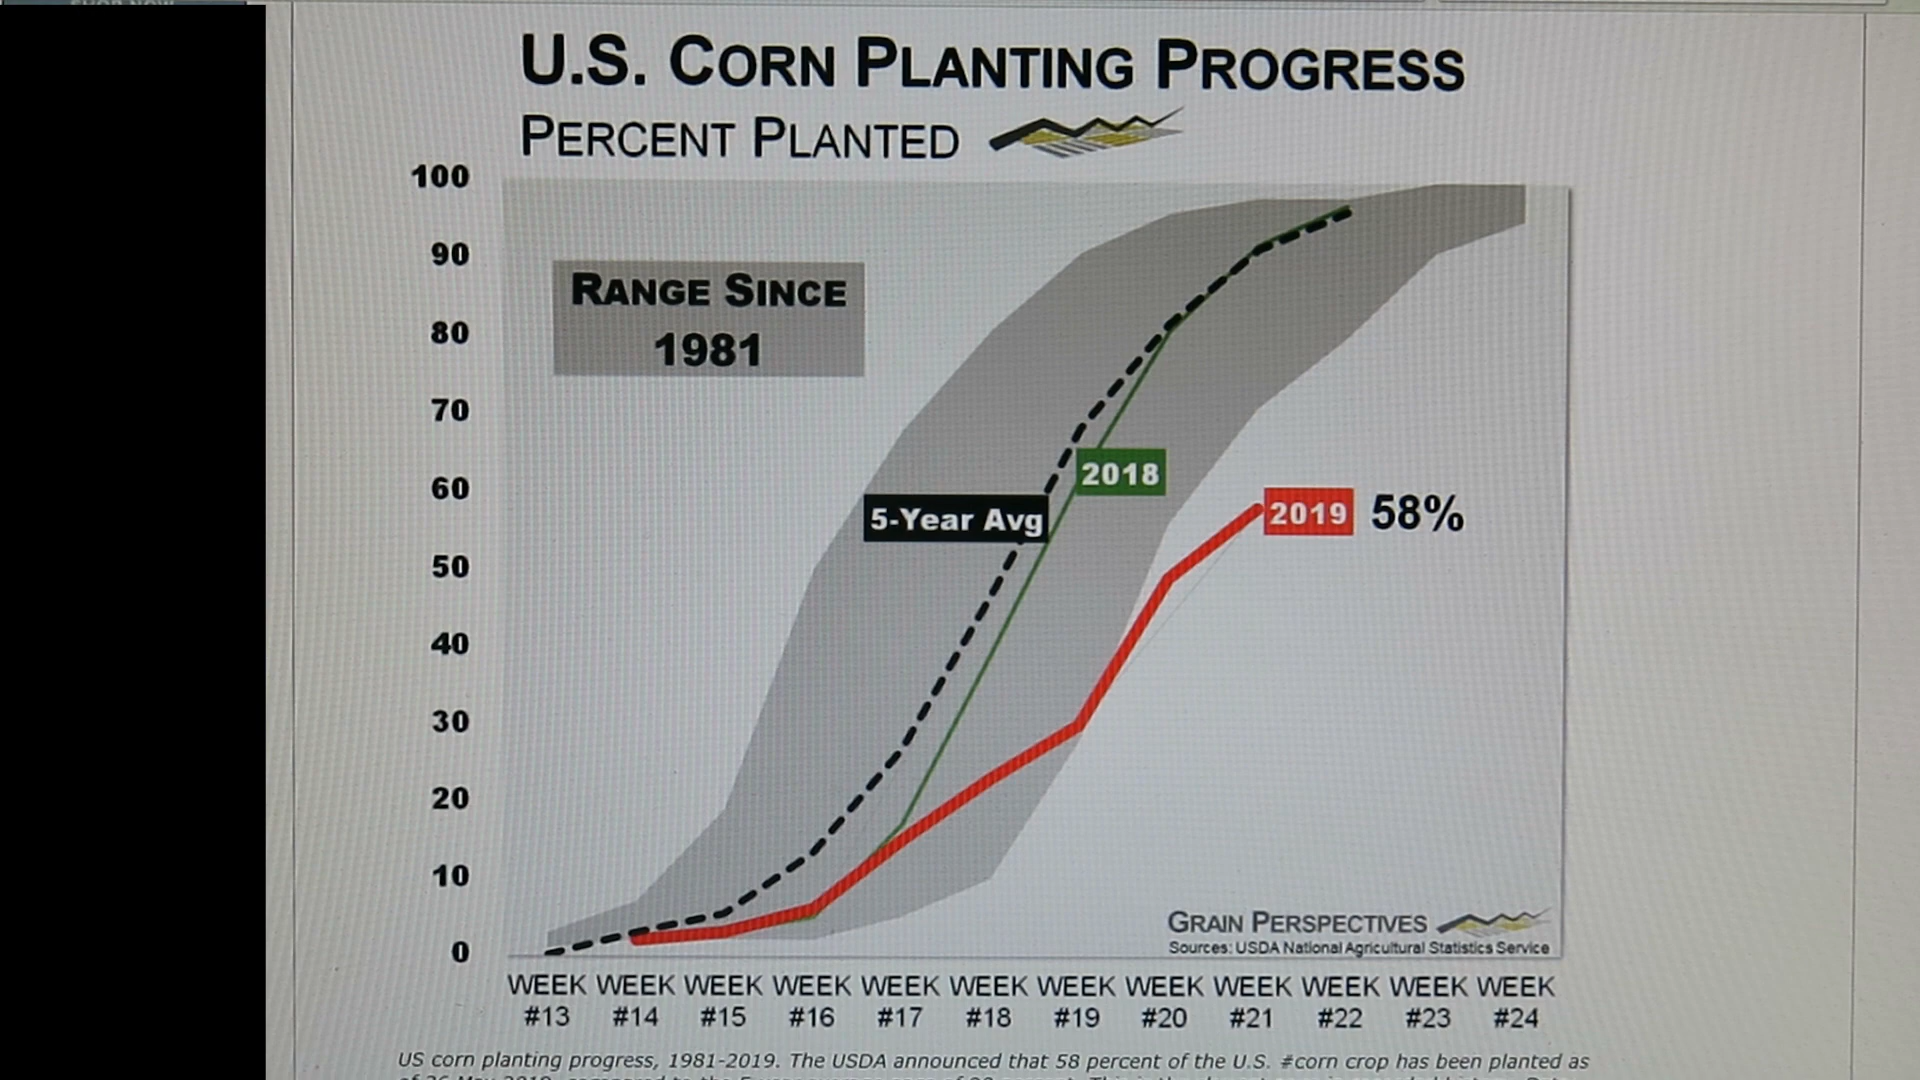 U.S. CORN PLANTING PROGRESS
PERCENT PLANTED
100
90
80
70
60
50
40
30
20
10
0
RANGE SINCE
1981
5-Year Avg
2018
2019 58%
GRAIN PERSPECTIVES
Sources: USDA National Agricultural Statistics Service
WEEK WEEK WEEK WEEK WEEK WEEK WEEK WEEK WEEK WEEK WEEK WEEK
#13 #14 #15 #16 #17 #18 #19 #20 #21 #22 #23 #24
US corn planting progress, 1981-2019. The USDA announced that 58 percent of the U.S. #corn crop has been planted as